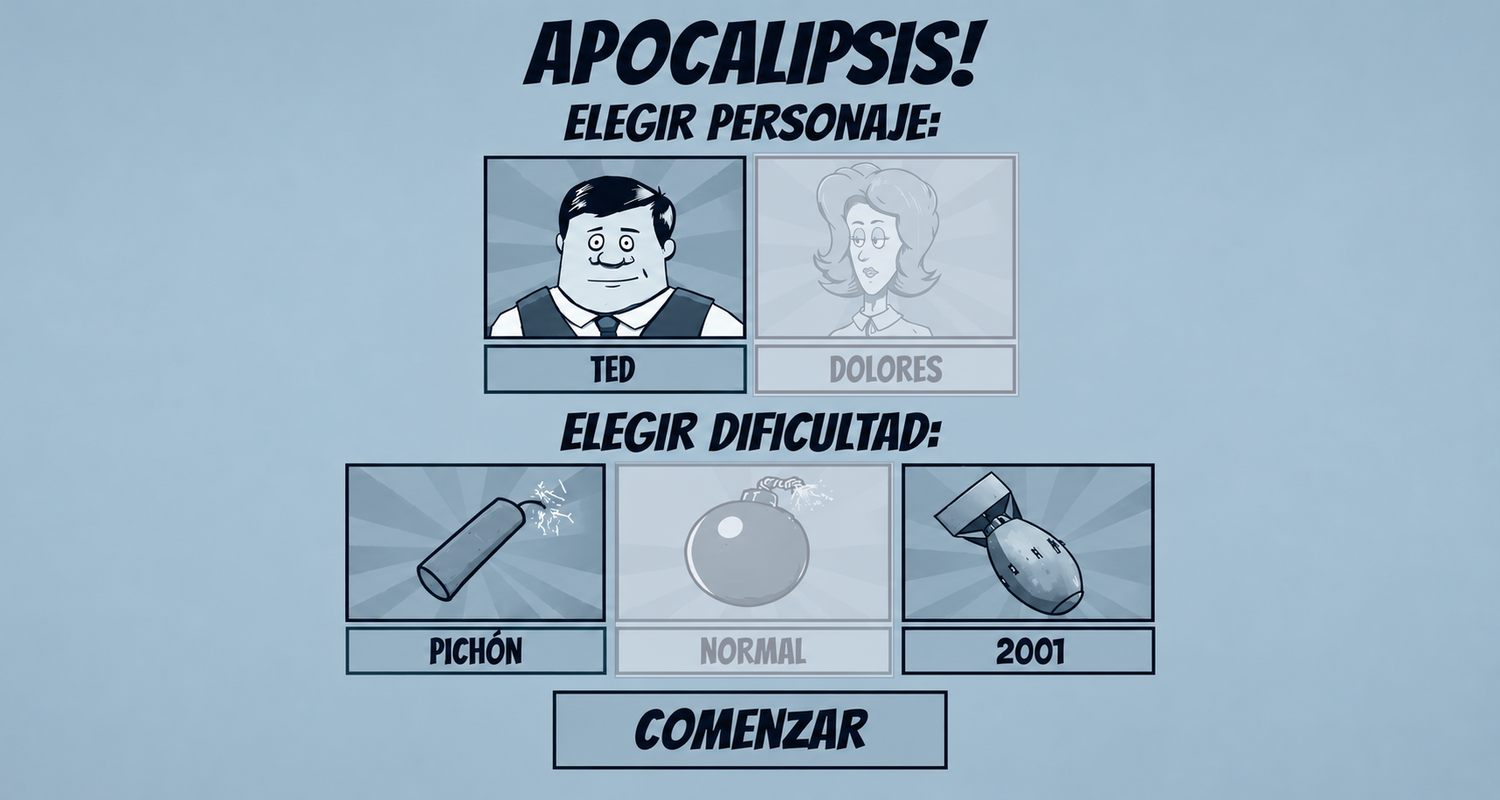 APOCALIPSIS!
ELEGIR PERSONAJE:
TED
DOLORES
ELEGIR DIFICULTAD:
PICHÓN
NORMAL
2001
COMENZAR